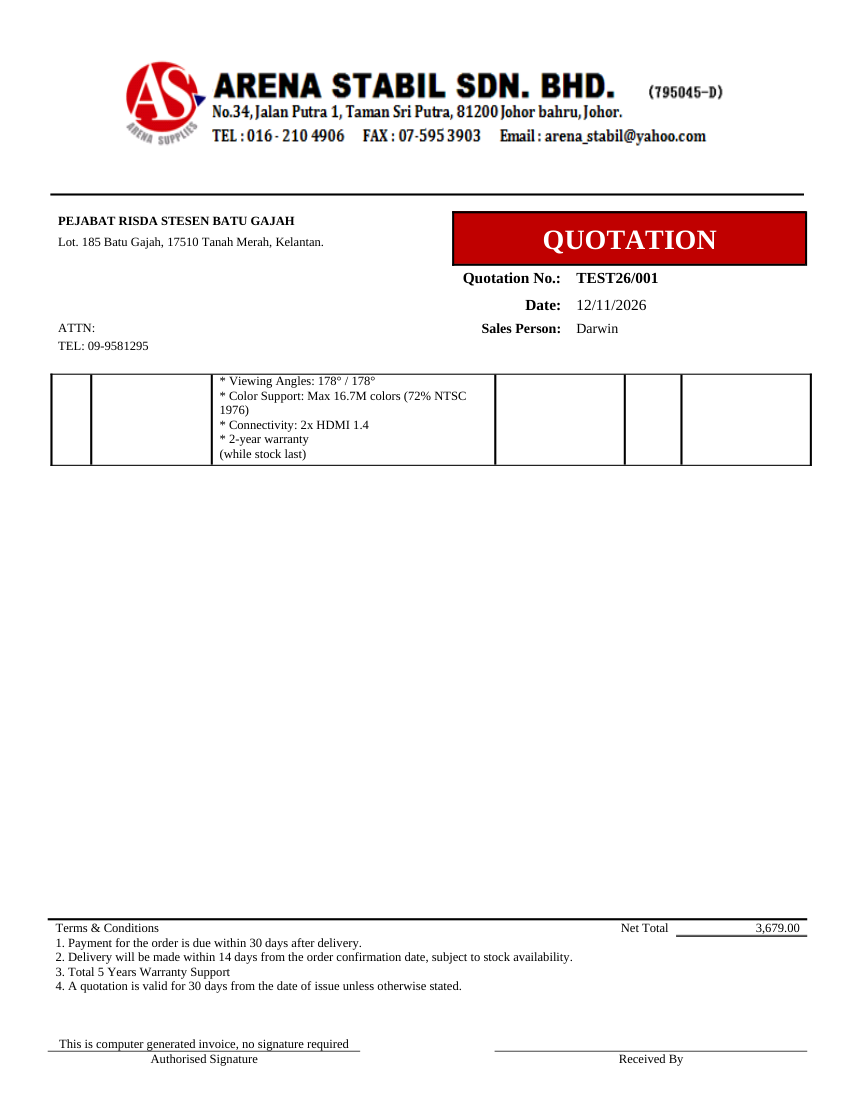 AS
ARENA SUPPLIES
ARENA STABIL SDN. BHD. (795045-D)
No.34, Jalan Putra 1, Taman Sri Putra, 81200 Johor bahru, Johor.
TEL : 016 - 210 4906 FAX : 07-595 3903 Email : arena_stabil@yahoo.com
PEJABAT RISDA STESEN BATU GAJAH
Lot. 185 Batu Gajah, 17510 Tanah Merah, Kelantan.
QUOTATION
Quotation No.: TEST26/001
Date: 12/11/2026
Sales Person: Darwin
ATTN:
TEL: 09-9581295
* Viewing Angles: 178° / 178°
* Color Support: Max 16.7M colors (72% NTSC
1976)
* Connectivity: 2x HDMI 1.4
* 2-year warranty
(while stock last)
Terms & Conditions
Net Total 3,679.00
1. Payment for the order is due within 30 days after delivery.
2. Delivery will be made within 14 days from the order confirmation date, subject to stock availability.
3. Total 5 Years Warranty Support
4. A quotation is valid for 30 days from the date of issue unless otherwise stated.
This is computer generated invoice, no signature required
Authorised Signature
Received By